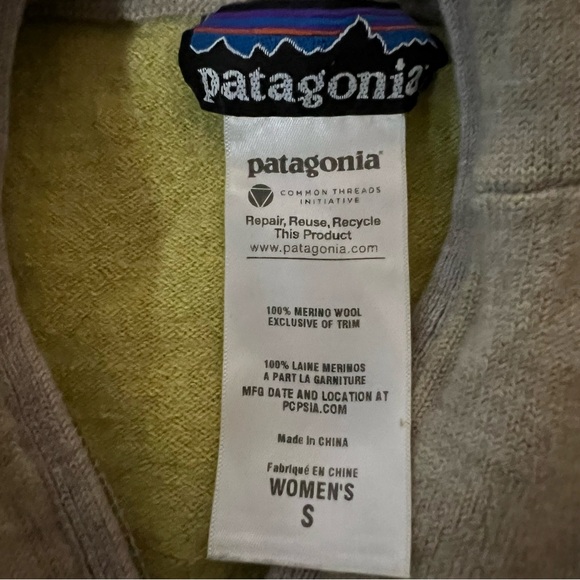 patagonia
patagonia®
COMMON THREADS
INITIATIVE
Repair, Reuse, Recycle
This Product
www.patagonia.com
100% MERINO WOOL
EXCLUSIVE OF TRIM
100% LAINE MERINOS
A PART LA GARNITURE
MFG DATE AND LOCATION AT
PCPSIA.COM
Made in CHINA
Fabriqué EN CHINE
WOMEN'S
S